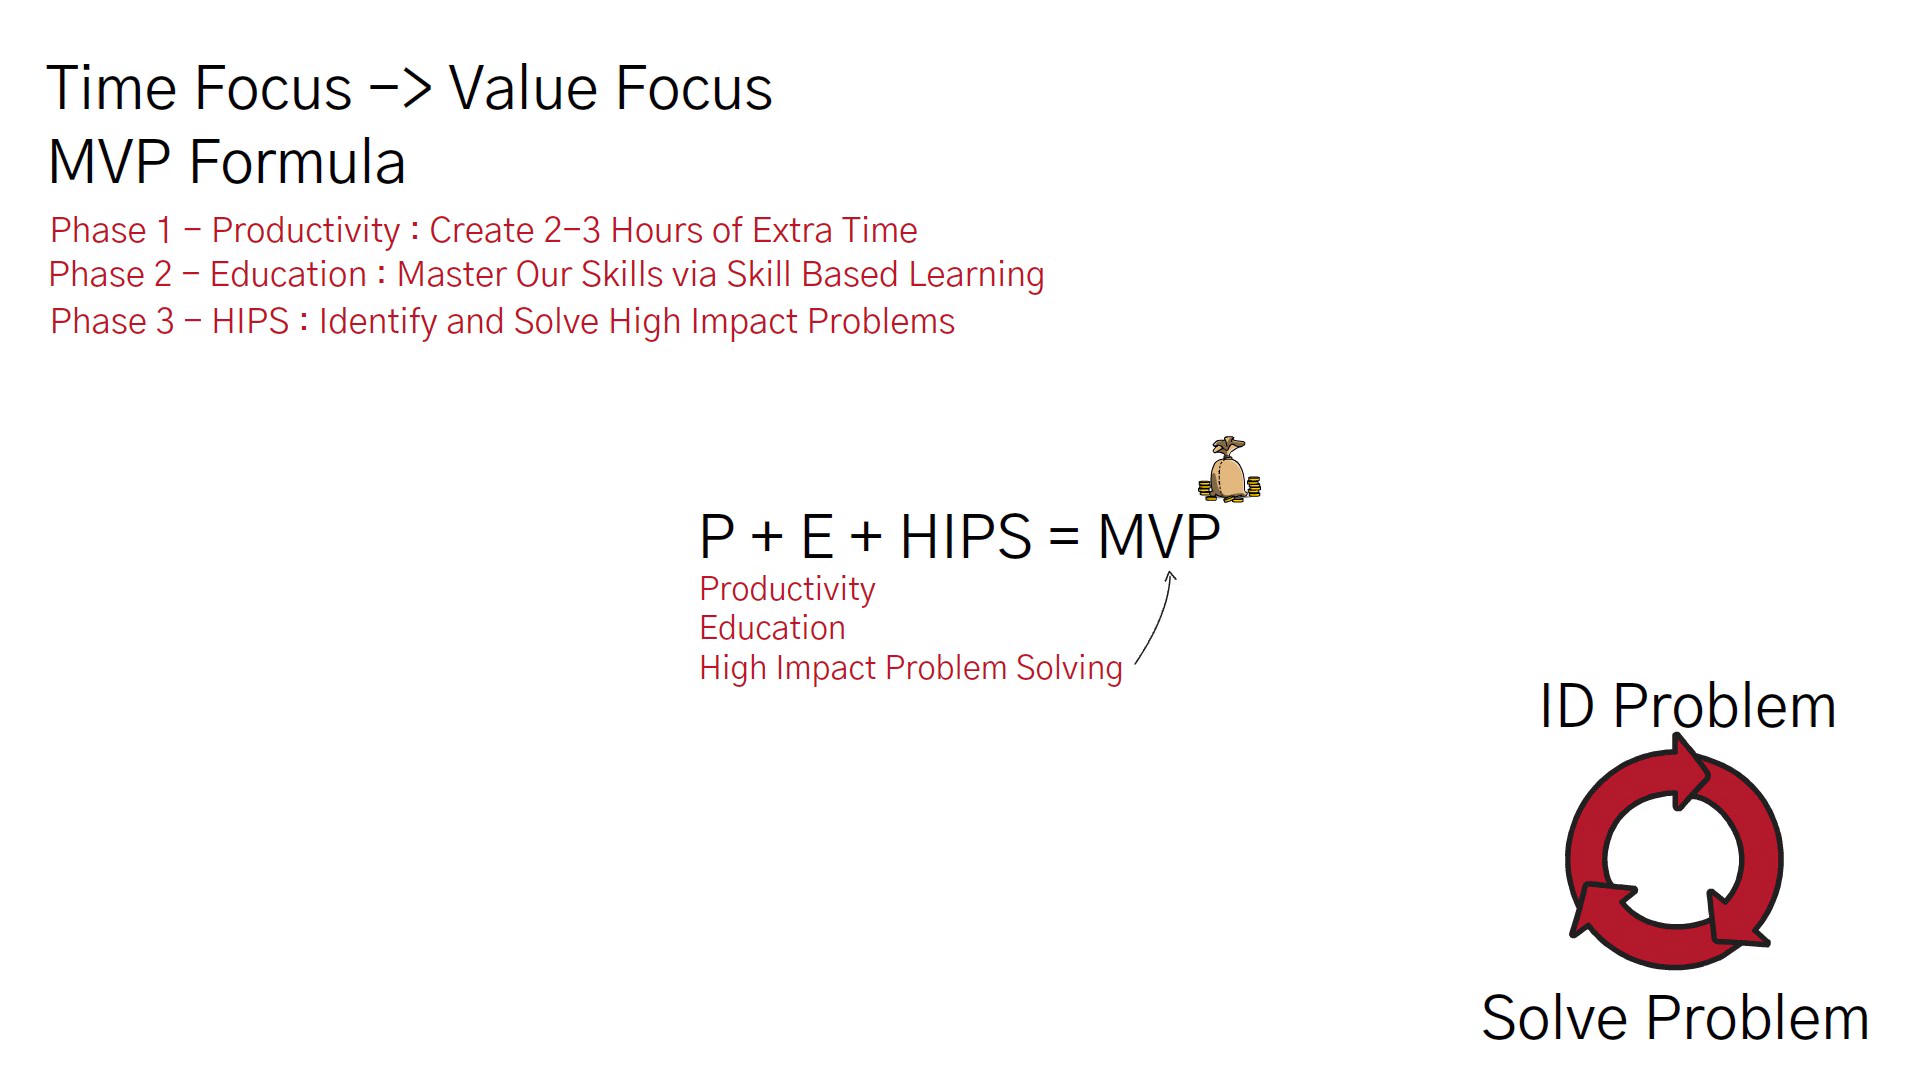 Time Focus -> Value Focus
MVP Formula
Phase 1 - Productivity : Create 2-3 Hours of Extra Time
Phase 2 - Education : Master Our Skills via Skill Based Learning
Phase 3 - HIPS : Identify and Solve High Impact Problems
P + E + HIPS = MVP
Productivity
Education
High Impact Problem Solving
ID Problem
Solve Problem